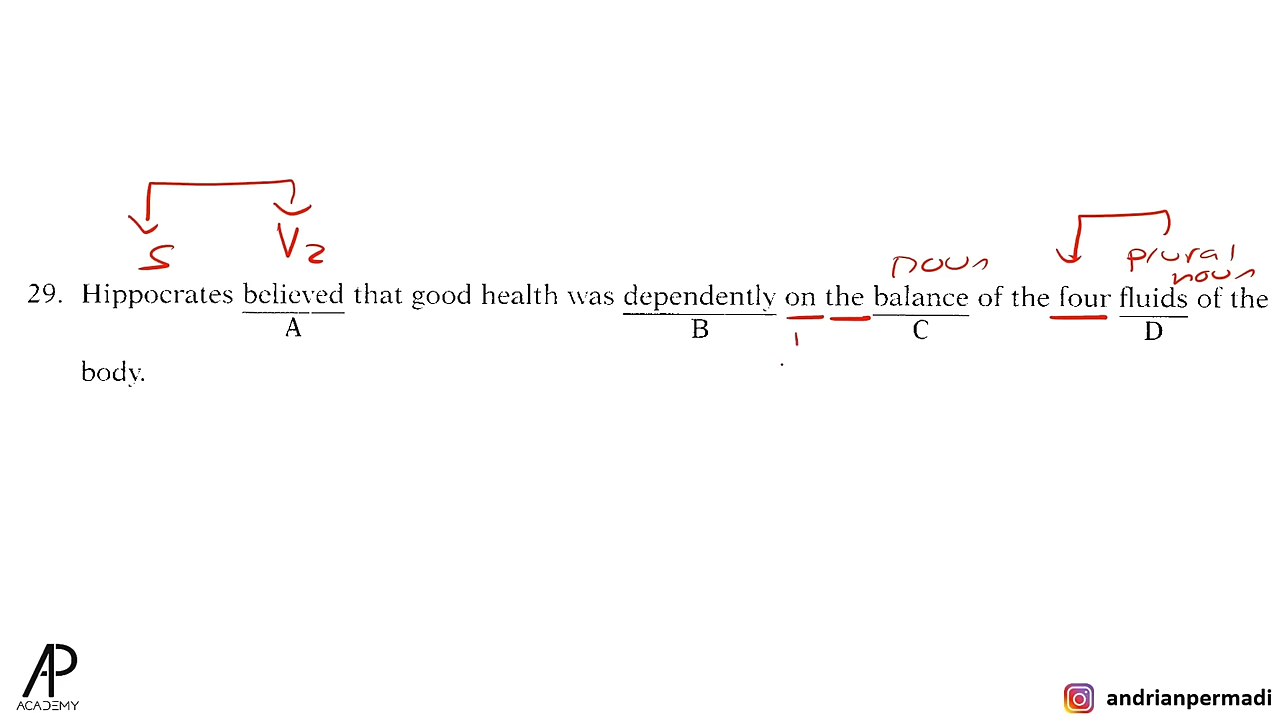 S V2 noun plural
noun
29. Hippocrates believed that good health was dependently on the balance of the four fluids of the
A B C D
body.
AP
ACADEMY
andrianpermadi